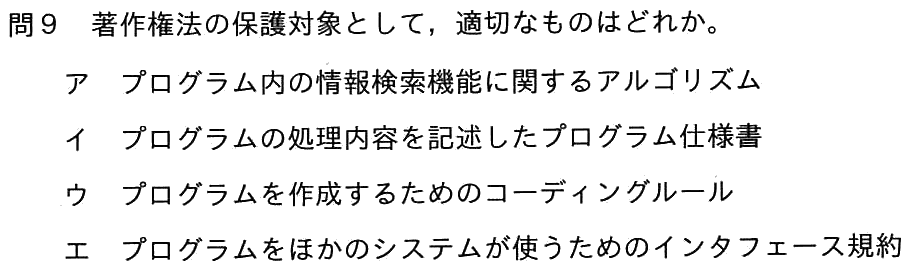 問９　著作権法の保護対象として，適切なものはどれか。
ア　プログラム内の情報検索機能に関するアルゴリズム
イ　プログラムの処理内容を記述したプログラム仕様書
ウ　プログラムを作成するためのコーディングルール
エ　プログラムをほかのシステムが使うためのインタフェース規約